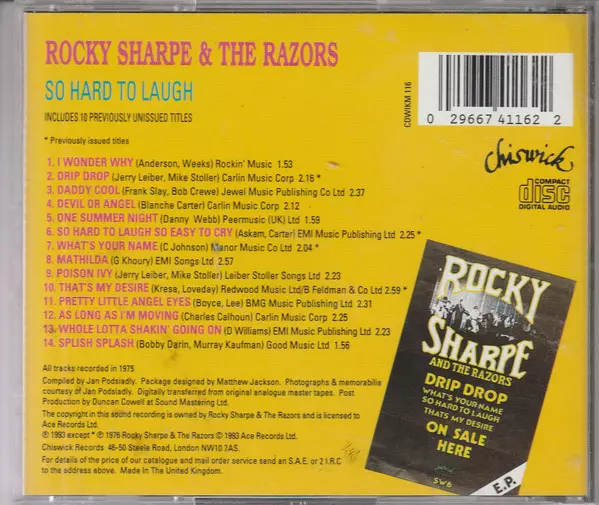 ROCKY SHARPE & THE RAZORS
SO HARD TO LAUGH
INCLUDES 10 PREVIOUSLY UNISSUED TITLES
* Previously issued titles
1. I WONDER WHY (Anderson, Weeks) Rockin' Music 1.53
2. DRIP DROP (Jerry Leiber, Mike Stoller) Carlin Music Corp 2.16 *
3. DADDY COOL (Frank Slay, Bob Crewe) Jewel Music Publishing Co Ltd 2.37
4. DEVIL OR ANGEL (Blanche Carter) Carlin Music Corp 2.12
5. ONE SUMMER NIGHT (Danny Webb) Peermusic (UK) Ltd 1.59
6. SO HARD TO LAUGH SO EASY TO CRY (Askam, Carter) EMI Music Publishing Ltd 2.25 *
7. WHAT'S YOUR NAME (C Johnson) Manor Music Co Ltd 2.04 *
8. MATHILDA (G Khoury) EMI Songs Ltd 2.57
9. POISON IVY (Jerry Leiber, Mike Stoller) Leiber Stoller Songs Ltd 2.23
10. THAT'S MY DESIRE (Kresa, Loveday) Redwood Music Ltd/B Feldman & Co Ltd 2.59 *
11. PRETTY LITTLE ANGEL EYES (Boyce, Lee) BMG Music Publishing Ltd 2.31
12. AS LONG AS I'M MOVING (Charles Calhoun) Carlin Music Corp 2.25
13. WHOLE LOTTA SHAKIN' GOING ON (D Williams) EMI Music Publishing Ltd 2.23
14. SPLISH SPLASH (Bobby Darin, Murray Kaufman) Good Music Ltd 1.56
All tracks recorded in 1975
Compiled by Jan Podsiadly. Package designed by Matthew Jackson. Photographs & memorabilia
courtesy of Jan Podsiadly. Digitally transferred from original analogue master tapes. Post
Production by Duncan Cowell at Sound Mastering Ltd.
The copyright in this sound recording is owned by Rocky Sharpe & The Razors and is licensed to
Ace Records Ltd.
℗ 1993 except * ℗ 1976 Rocky Sharpe & The Razors © 1993 Ace Records Ltd.
Chiswick Records 46-50 Steele Road, London NW10 7AS.
For details of the price of our catalogue and mail order service send an S.A.E. or 2 I.R.C
to the address above. Made In The United Kingdom.
CDWIKM 116
0 29667 41162 2
Chiswick
COMPACT
disc
DIGITAL AUDIO
ROCKY
SHARPE
AND THE RAZORS
DRIP DROP
WHAT'S YOUR NAME
SO HARD TO LAUGH
THATS MY DESIRE
ON SALE
HERE
SW6
E.P.